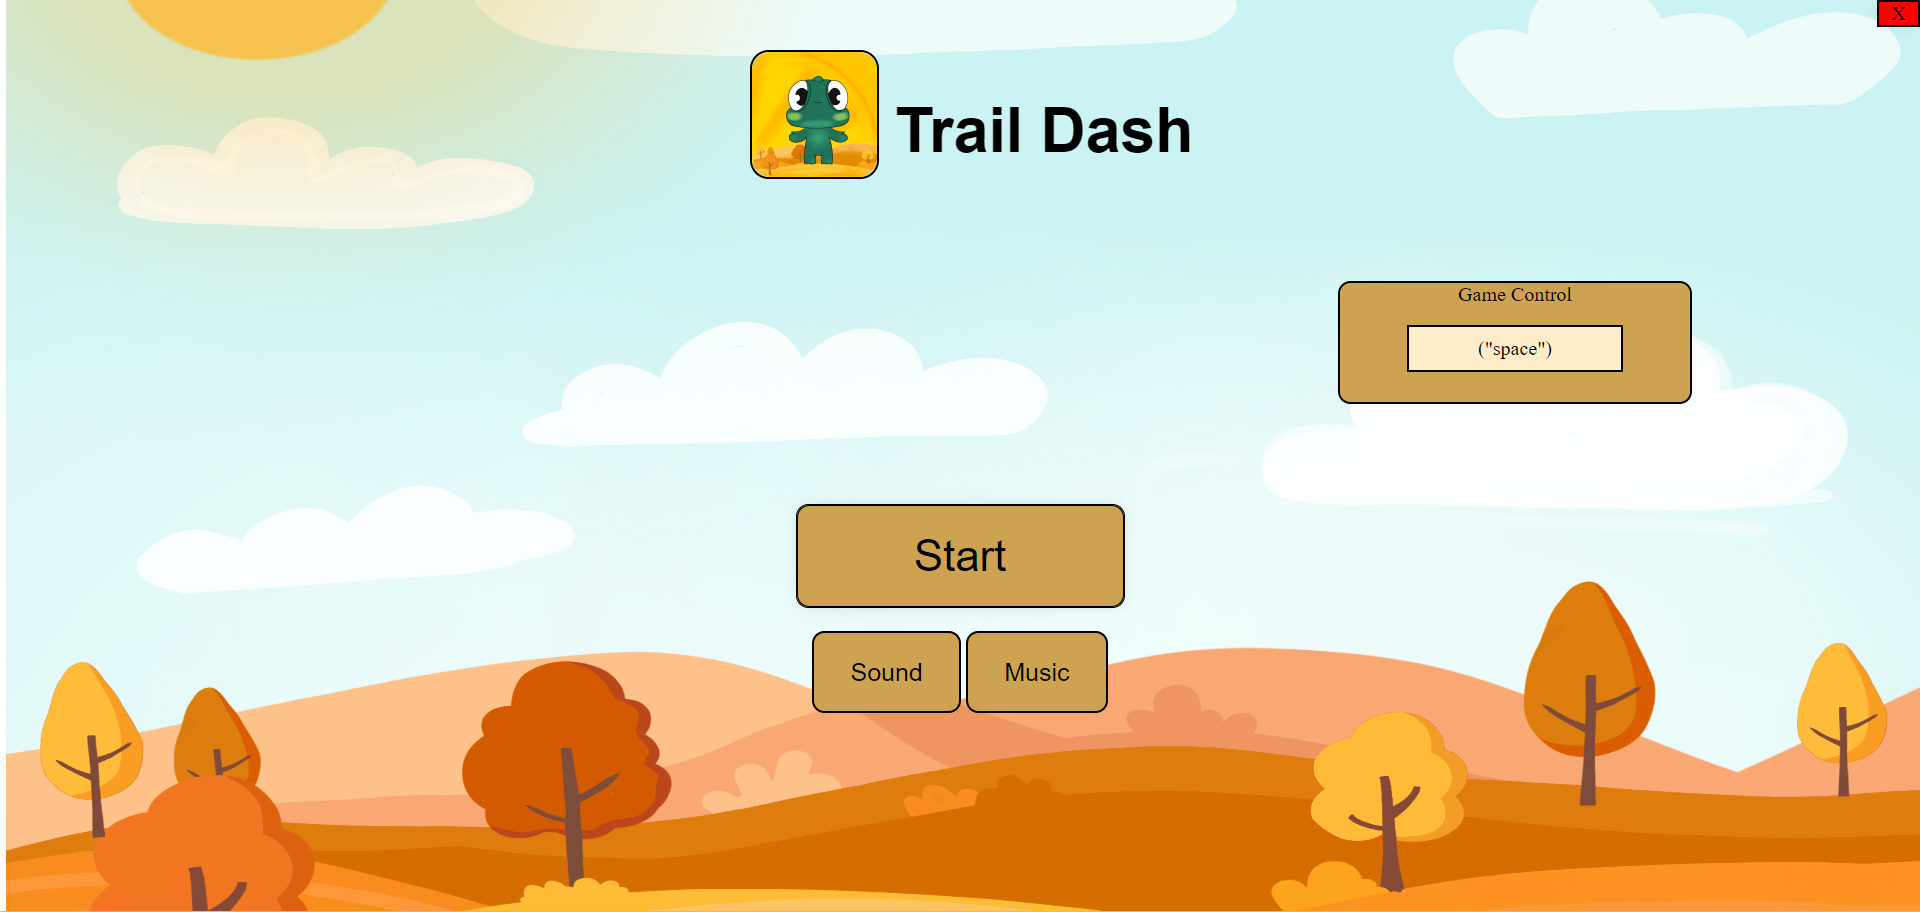 X
Trail Dash
Game Control
("space")
Start
Sound
Music